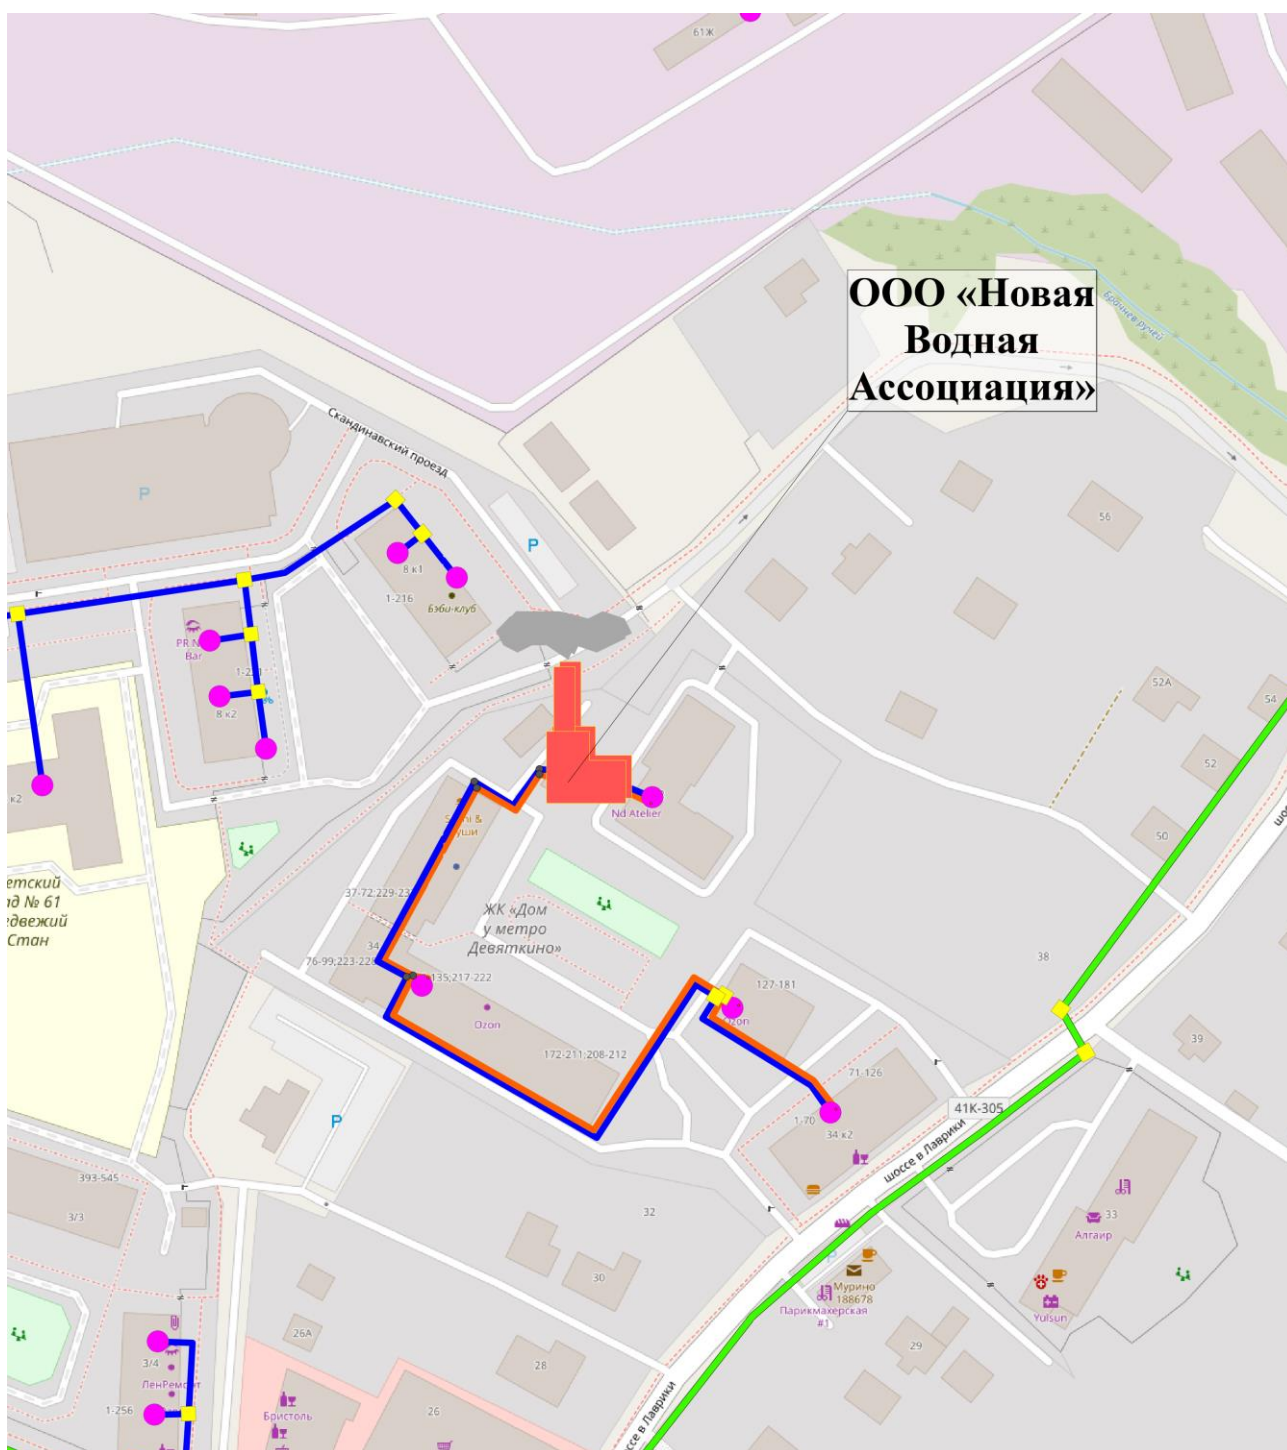 61Ж
ООО «Новая
Водная
Ассоциация»
Брошнев ручей
Скандинавский проезд
P
P
56
8 к1
1-216
Бэби-клуб
PR N
Bar
8 к2
52А
54
52
50
к2
Nd Atelier
37-72;229-23
ЖК «Дом
у метро
Девяткино»
етский
ад № 61
едвежий
Стан
34
76-99;223-228
135;217-222
Ozon
127-181
Ozon
38
172-211;208-212
39
71-126
1-70
34 к2
41К-305
P
шоссе в Лаврики
393-545
3/3
32
33
Алгаир
30
P
Мурино
188678
Парикмахерская
#1
Yulsun
26А
29
28
3/4
ЛенРемонт
1-256
Бристоль
26
шоссе в Лаврики